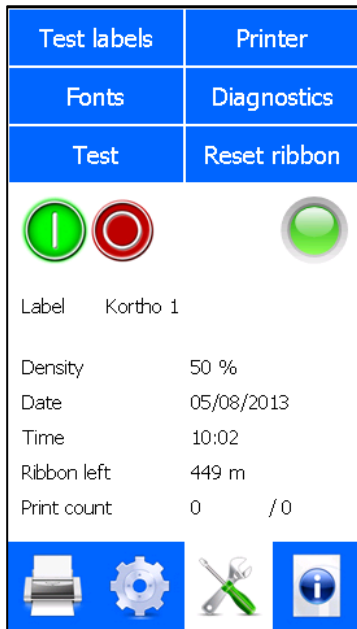 Test labels Printer
Fonts Diagnostics
Test Reset ribbon
Label Kortho 1
Density 50 %
Date 05/08/2013
Time 10:02
Ribbon left 449 m
Print count 0 / 0